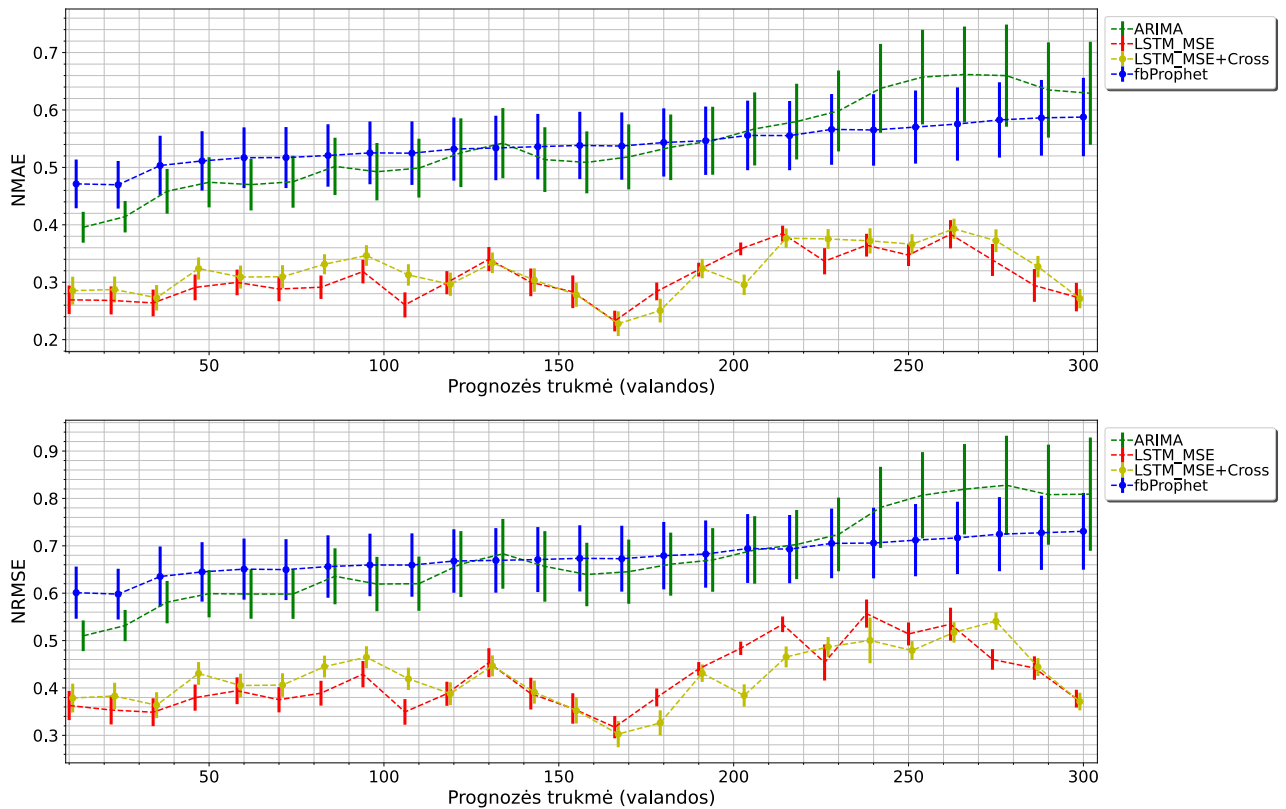 0.7
0.6
0.5
0.4
0.3
0.2
NMAE
50
100
150
200
250
300
Prognozės trukmė (valandos)
ARIMA
LSTM_MSE
LSTM_MSE+Cross
fbProphet
0.9
0.8
0.7
0.6
0.5
0.4
0.3
NRMSE
50
100
150
200
250
300
Prognozės trukmė (valandos)
ARIMA
LSTM_MSE
LSTM_MSE+Cross
fbProphet